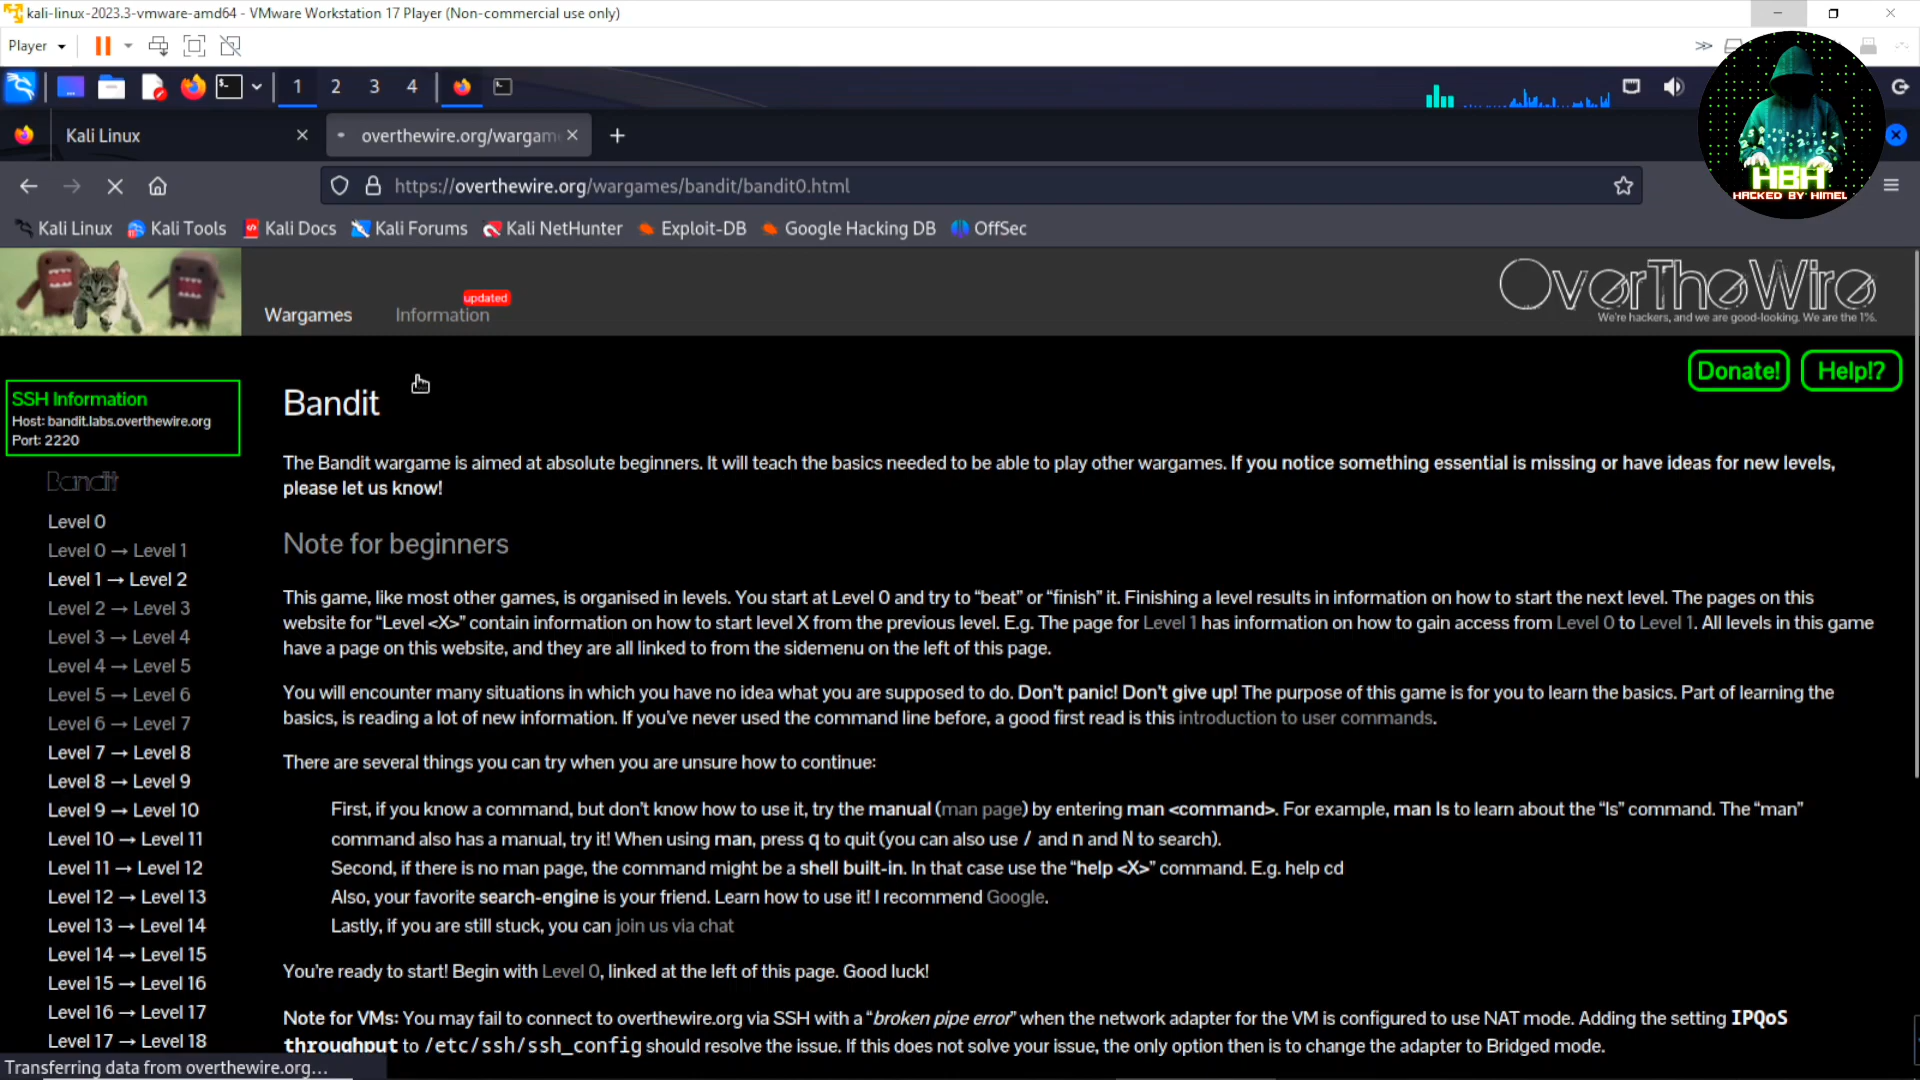 kali-linux-2023.3-vmware-amd64 - VMware Workstation 17 Player (Non-commercial use only)
Player
1 2 3 4
Kali Linux
overthewire.org/wargam
https://overthewire.org/wargames/bandit/bandit0.html
HBH
HACKED BY HIMEL
Kali Linux Kali Tools Kali Docs Kali Forums Kali NetHunter Exploit-DB Google Hacking DB OffSec
Wargames
Information
updated
OverTheWire
We're hackers, and we are good-looking. We are the 1%.
Donate!
Help!?
SSH Information
Host: bandit.labs.overthewire.org
Port: 2220
Bandit
Level 0
Level 0 → Level 1
Level 1 → Level 2
Level 2 → Level 3
Level 3 → Level 4
Level 4 → Level 5
Level 5 → Level 6
Level 6 → Level 7
Level 7 → Level 8
Level 8 → Level 9
Level 9 → Level 10
Level 10 → Level 11
Level 11 → Level 12
Level 12 → Level 13
Level 13 → Level 14
Level 14 → Level 15
Level 15 → Level 16
Level 16 → Level 17
Level 17 → Level 18
Bandit
The Bandit wargame is aimed at absolute beginners. It will teach the basics needed to be able to play other wargames. If you notice something essential is missing or have ideas for new levels,
please let us know!
Note for beginners
This game, like most other games, is organised in levels. You start at Level 0 and try to “beat” or “finish” it. Finishing a level results in information on how to start the next level. The pages on this
website for “Level <X>” contain information on how to start level X from the previous level. E.g. The page for Level 1 has information on how to gain access from Level 0 to Level 1. All levels in this game
have a page on this website, and they are all linked to from the sidemenu on the left of this page.
You will encounter many situations in which you have no idea what you are supposed to do. Don't panic! Don't give up! The purpose of this game is for you to learn the basics. Part of learning the
basics, is reading a lot of new information. If you've never used the command line before, a good first read is this introduction to user commands.
There are several things you can try when you are unsure how to continue:
First, if you know a command, but don't know how to use it, try the manual (man page) by entering man <command>. For example, man ls to learn about the “ls” command. The “man”
command also has a manual, try it! When using man, press q to quit (you can also use / and n and N to search).
Second, if there is no man page, the command might be a shell built-in. In that case use the “help <X>” command. E.g. help cd
Also, your favorite search-engine is your friend. Learn how to use it! I recommend Google.
Lastly, if you are still stuck, you can join us via chat
You're ready to start! Begin with Level 0, linked at the left of this page. Good luck!
Note for VMs: You may fail to connect to overthewire.org via SSH with a “broken pipe error” when the network adapter for the VM is configured to use NAT mode. Adding the setting IPQoS
throughput to /etc/ssh/ssh_config should resolve the issue. If this does not solve your issue, the only option then is to change the adapter to Bridged mode.
Transferring data from overthewire.org…